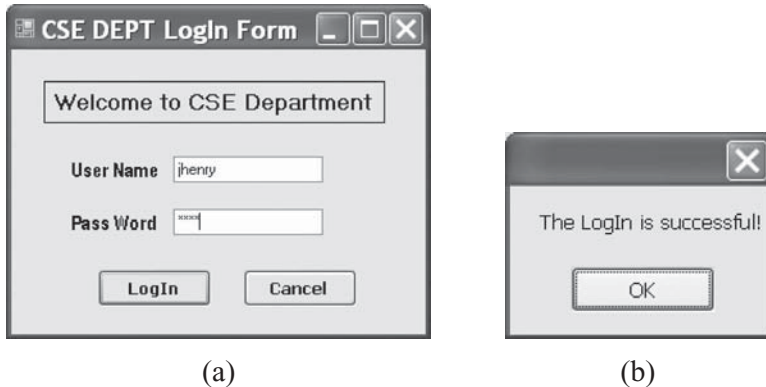 CSE DEPT LogIn Form
Welcome to CSE Department
User Name jhenry
Pass Word ****
LogIn Cancel
The LogIn is successful!
OK
(a) (b)